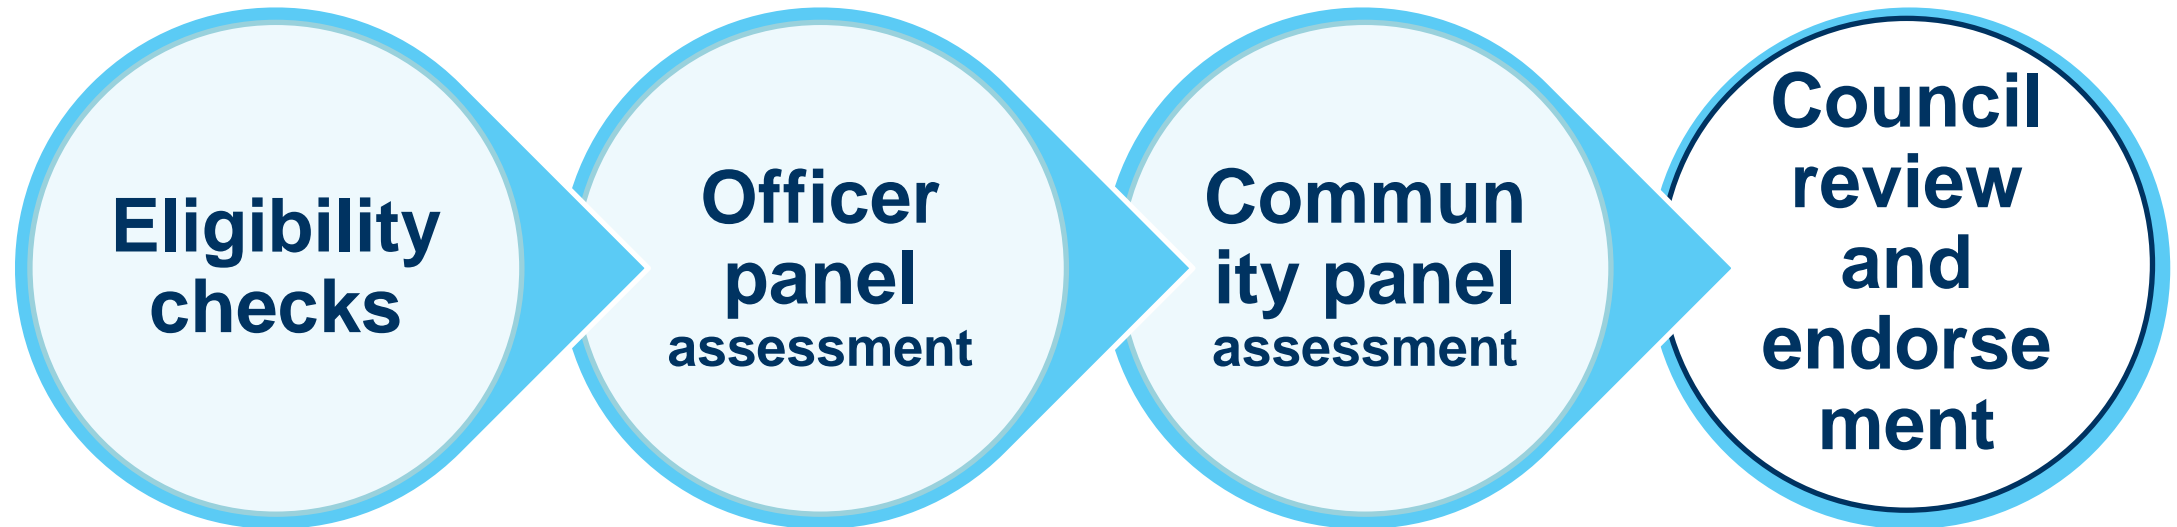 Eligibility
checks
Officer
panel
assessment
Commun
ity panel
assessment
Council
review
and
endorse
ment